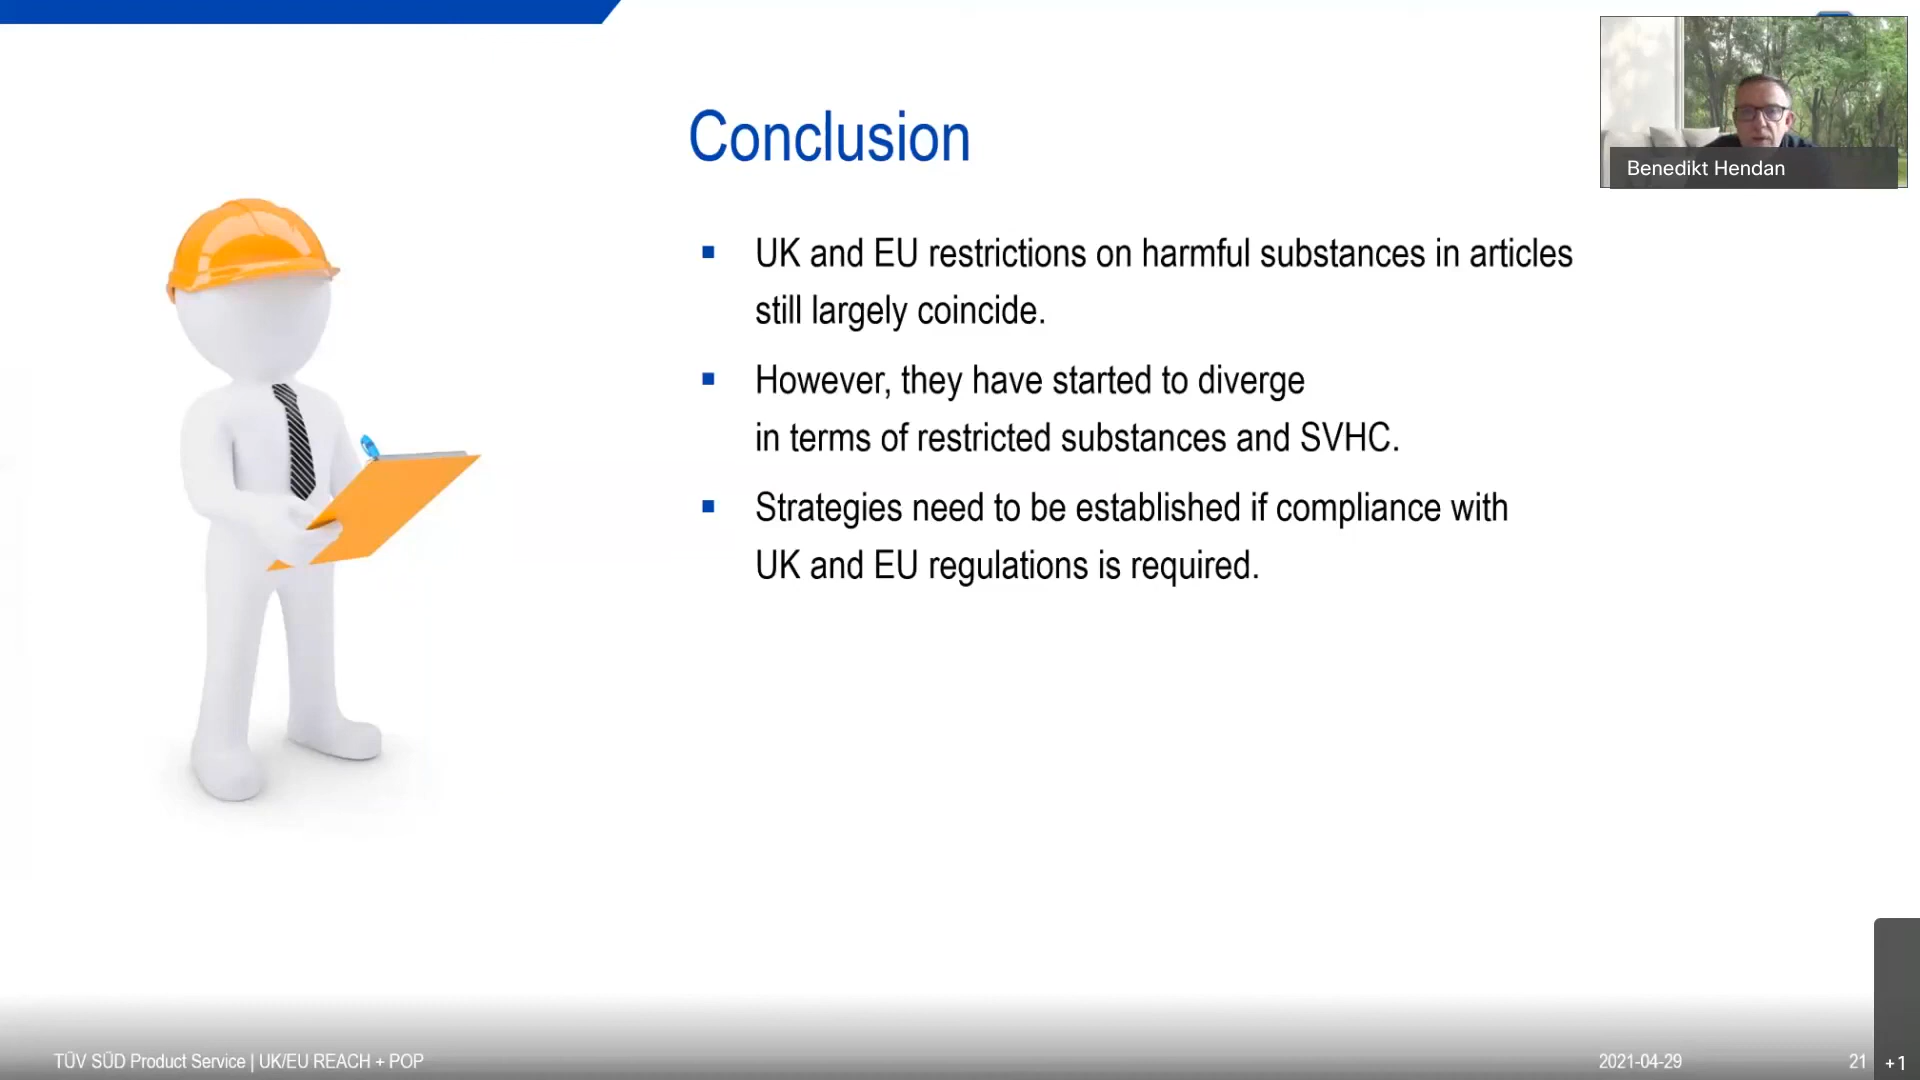 Conclusion
Benedikt Hendan
▪ UK and EU restrictions on harmful substances in articles
still largely coincide.
▪ However, they have started to diverge
in terms of restricted substances and SVHC.
▪ Strategies need to be established if compliance with
UK and EU regulations is required.
TÜV SÜD Product Service | UK/EU REACH + POP
2021-04-29
21
+1